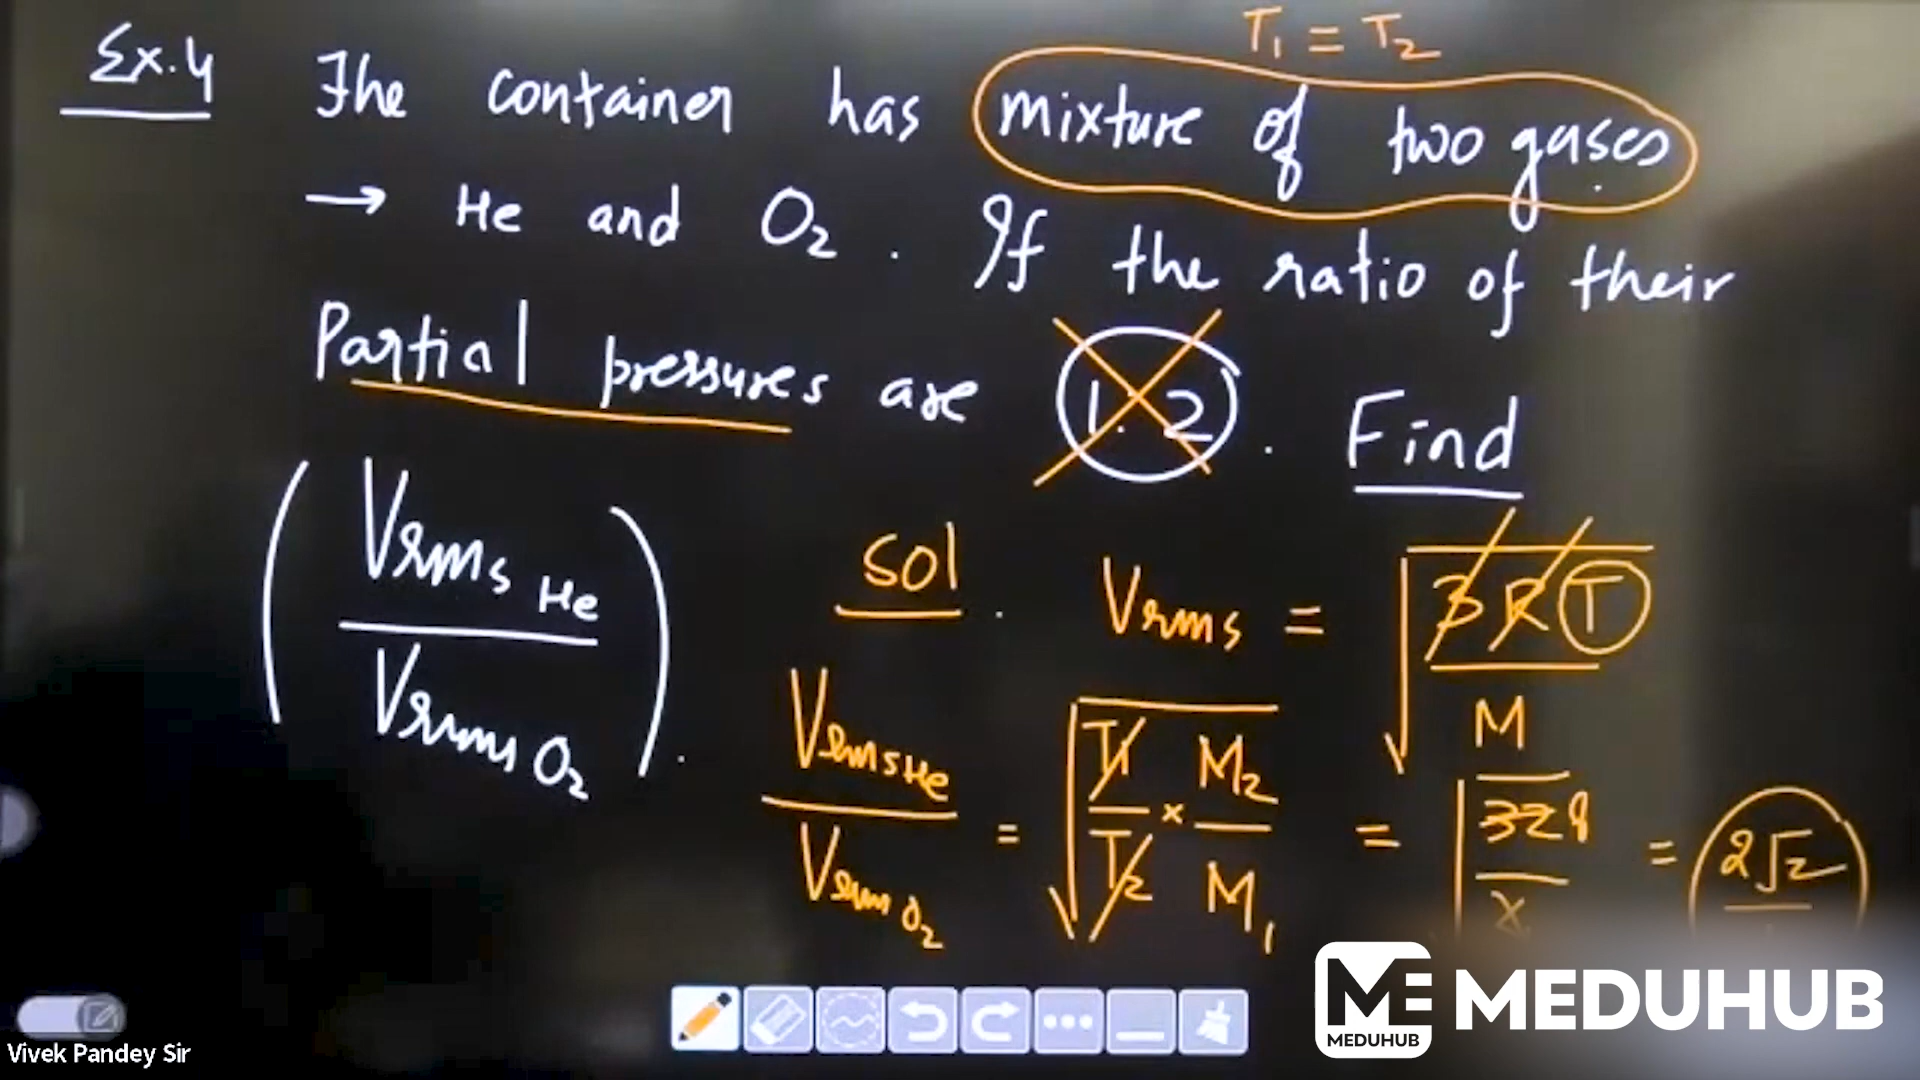 T₁ = T₂
Ex.4 The container has mixture of two gases
→ He and O₂. If the ratio of their
Partial pressures are 1:2. Find
(Vrms He / Vrms O₂).
Sol. Vrms = √(3RT / M)
Vrms He / Vrms O₂ = √(T1/T2 × M2/M1) = √(32 8 /
= 2√2
Vivek Pandey Sir
ME
MEDUHUB
MEDUHUB